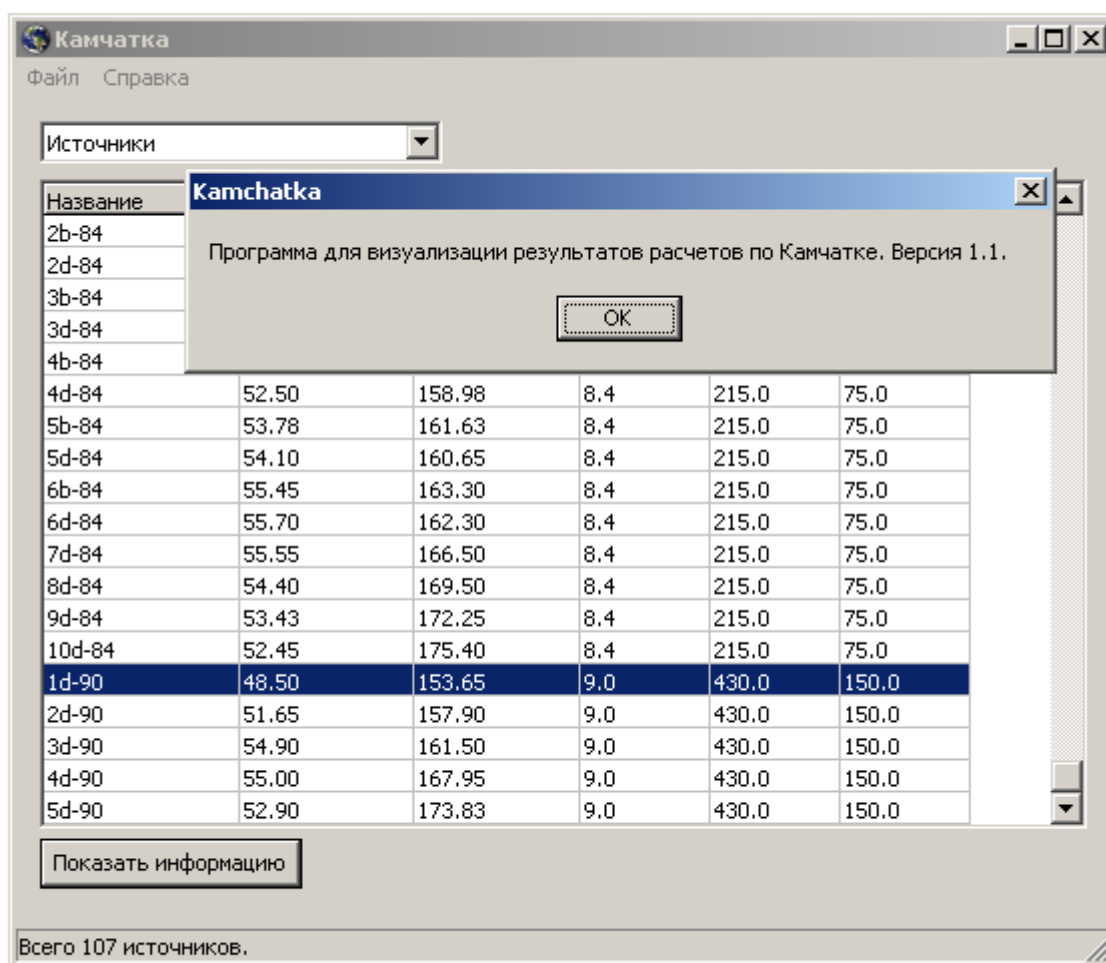 Камчатка
Файл Справка
Источники
Название
Kamchatka
Программа для визуализации результатов расчетов по Камчатке. Версия 1.1.
OK
2b-84
2d-84
3b-84
3d-84
4b-84
4d-84 52.50 158.98 8.4 215.0 75.0
5b-84 53.78 161.63 8.4 215.0 75.0
5d-84 54.10 160.65 8.4 215.0 75.0
6b-84 55.45 163.30 8.4 215.0 75.0
6d-84 55.70 162.30 8.4 215.0 75.0
7d-84 55.55 166.50 8.4 215.0 75.0
8d-84 54.40 169.50 8.4 215.0 75.0
9d-84 53.43 172.25 8.4 215.0 75.0
10d-84 52.45 175.40 8.4 215.0 75.0
1d-90 48.50 153.65 9.0 430.0 150.0
2d-90 51.65 157.90 9.0 430.0 150.0
3d-90 54.90 161.50 9.0 430.0 150.0
4d-90 55.00 167.95 9.0 430.0 150.0
5d-90 52.90 173.83 9.0 430.0 150.0
Показать информацию
Всего 107 источников.